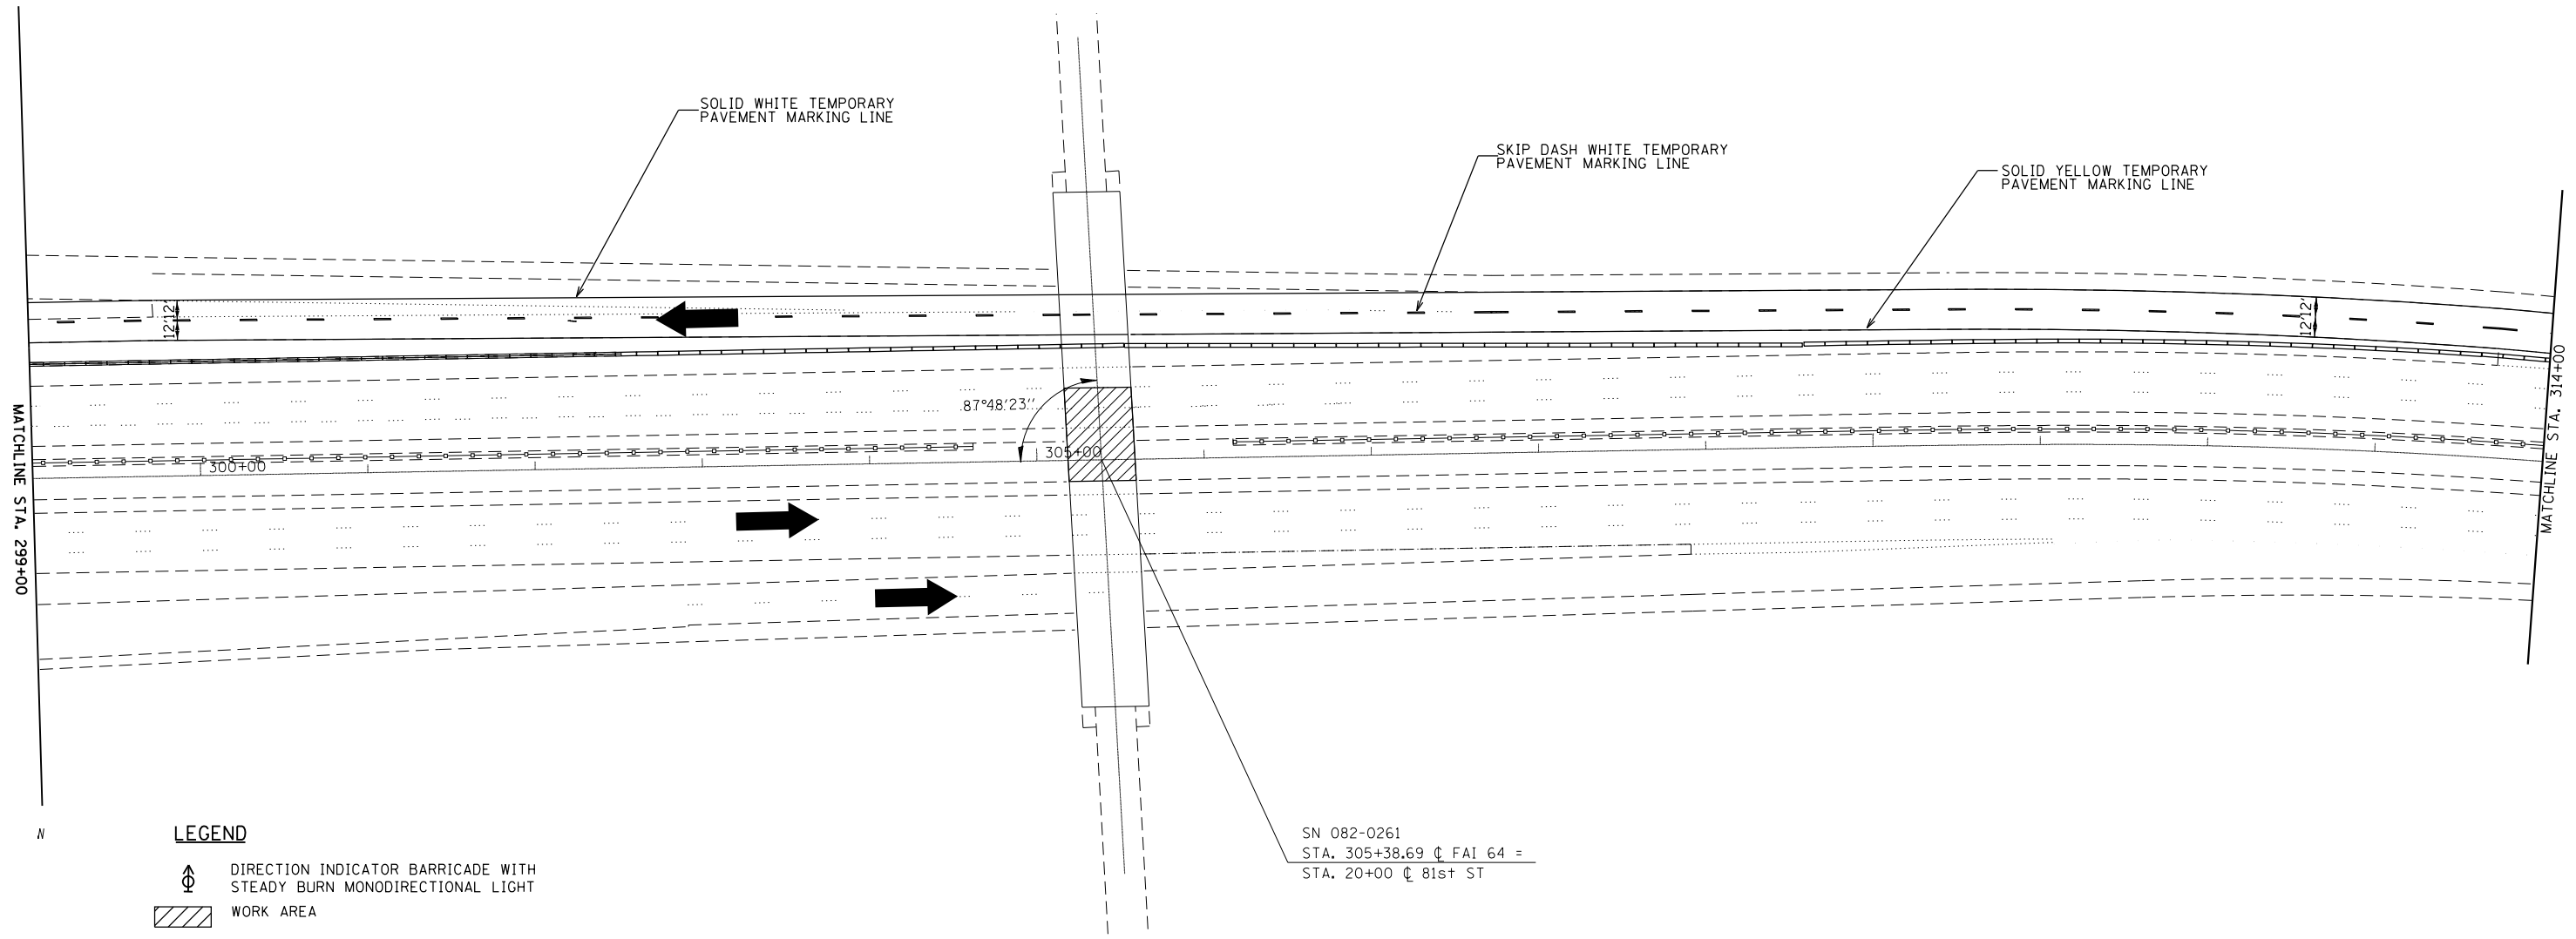 SOLID WHITE TEMPORARY
PAVEMENT MARKING LINE
SKIP DASH WHITE TEMPORARY
PAVEMENT MARKING LINE
SOLID YELLOW TEMPORARY
PAVEMENT MARKING LINE
12'
12'
12'
12'
MATCHLINE STA. 299+00
MATCHLINE STA. 314+00
87°48'23''
300+00
305+00
SN 082-0261
STA. 305+38.69 ℄ FAI 64 =
STA. 20+00 ℄ 81st ST
N
LEGEND
DIRECTION INDICATOR BARRICADE WITH
STEADY BURN MONODIRECTIONAL LIGHT
WORK AREA